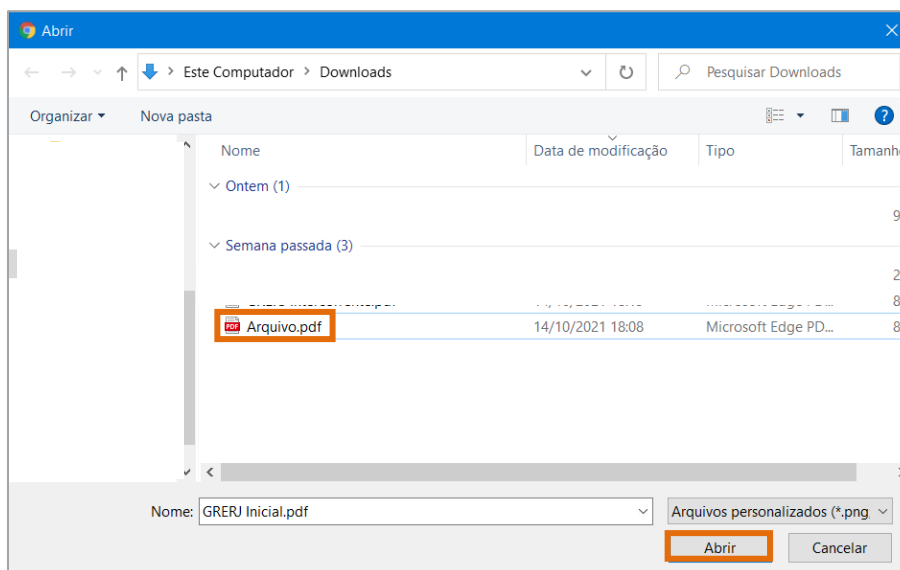 Abrir
Este Computador > Downloads
Pesquisar Downloads
Organizar
Nova pasta
Nome
Data de modificação
Tipo
Tamanh
Ontem (1)
9
Semana passada (3)
2
8
Arquivo.pdf 14/10/2021 18:08 Microsoft Edge PD... 8
Nome: GRERJ Inicial.pdf Arquivos personalizados (*.png,
Abrir Cancelar